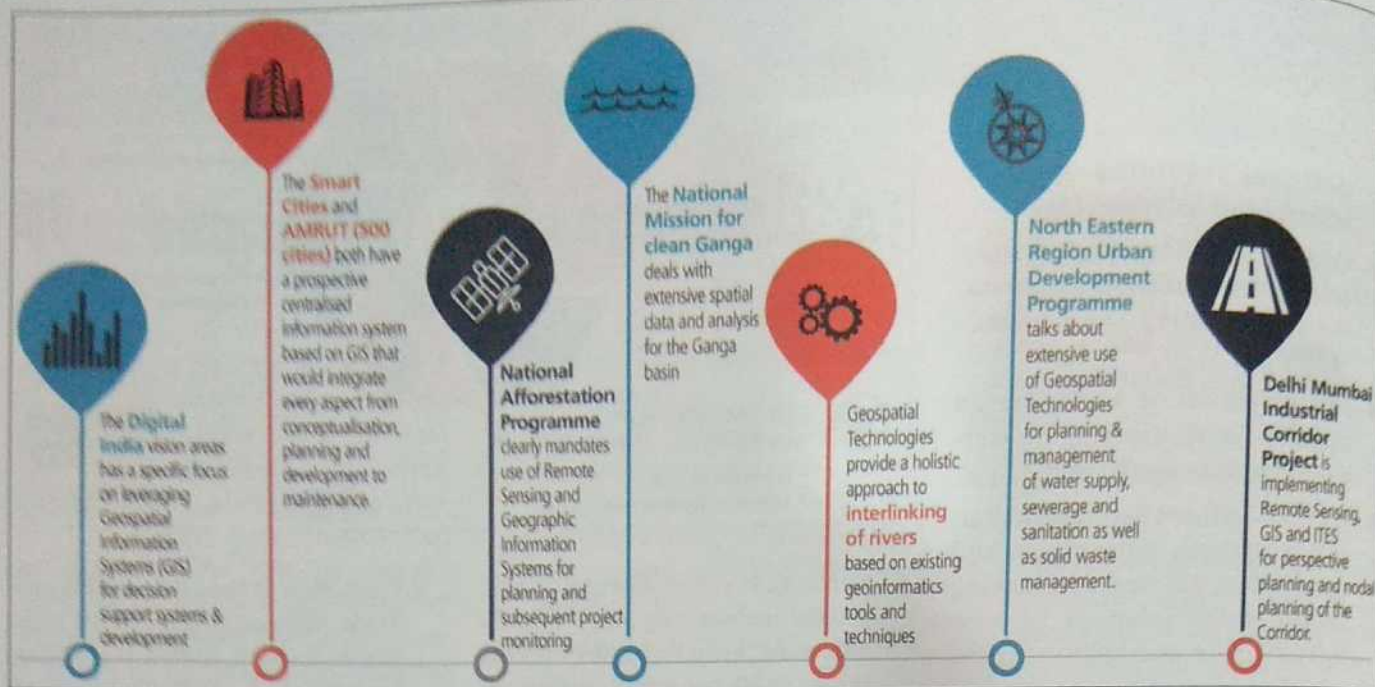 The Digital
India vision areas
has a specific focus
on leveraging
Geospatial
Information
Systems (GIS)
for decision
support systems &
development
The Smart
Cities and
AMRUT (500
cities) both have
a prospective
centralised
information system
based on GIS that
would integrate
every aspect from
conceptualisation,
planning and
development to
maintenance.
National
Afforestation
Programme
clearly mandates
use of Remote
Sensing and
Geographic
Information
Systems for
planning and
subsequent project
monitoring
The National
Mission for
clean Ganga
deals with
extensive spatial
data and analysis
for the Ganga
basin
Geospatial
Technologies
provide a holistic
approach to
interlinking
of rivers
based on existing
geoinformatics
tools and
techniques
North Eastern
Region Urban
Development
Programme
talks about
extensive use
of Geospatial
Technologies
for planning &
management
of water supply,
sewerage and
sanitation as well
as solid waste
management.
Delhi Mumbai
Industrial
Corridor
Project is
implementing
Remote Sensing,
GIS and ITES
for perspective
planning and nodal
planning of the
Corridor.